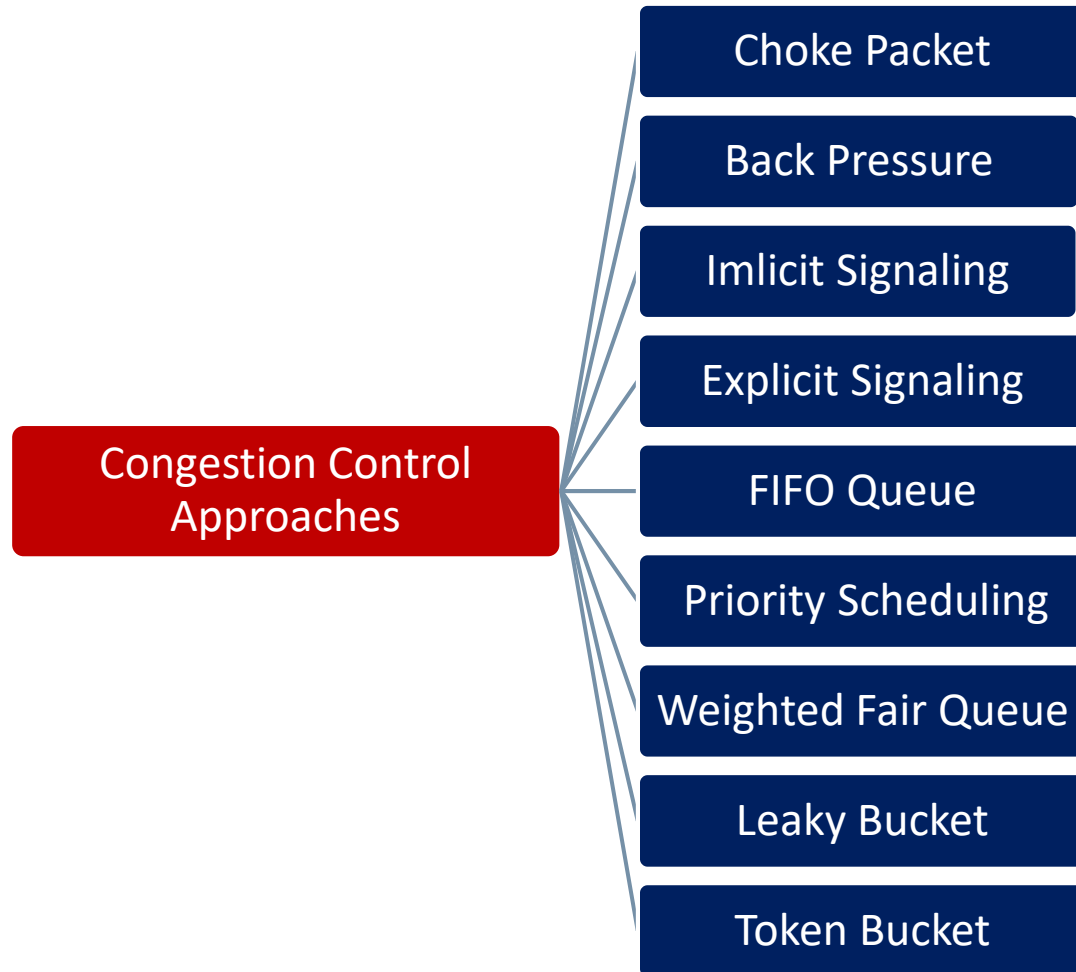 Choke Packet
Back Pressure
Imlicit Signaling
Explicit Signaling
Congestion Control
Approaches
FIFO Queue
Priority Scheduling
Weighted Fair Queue
Leaky Bucket
Token Bucket